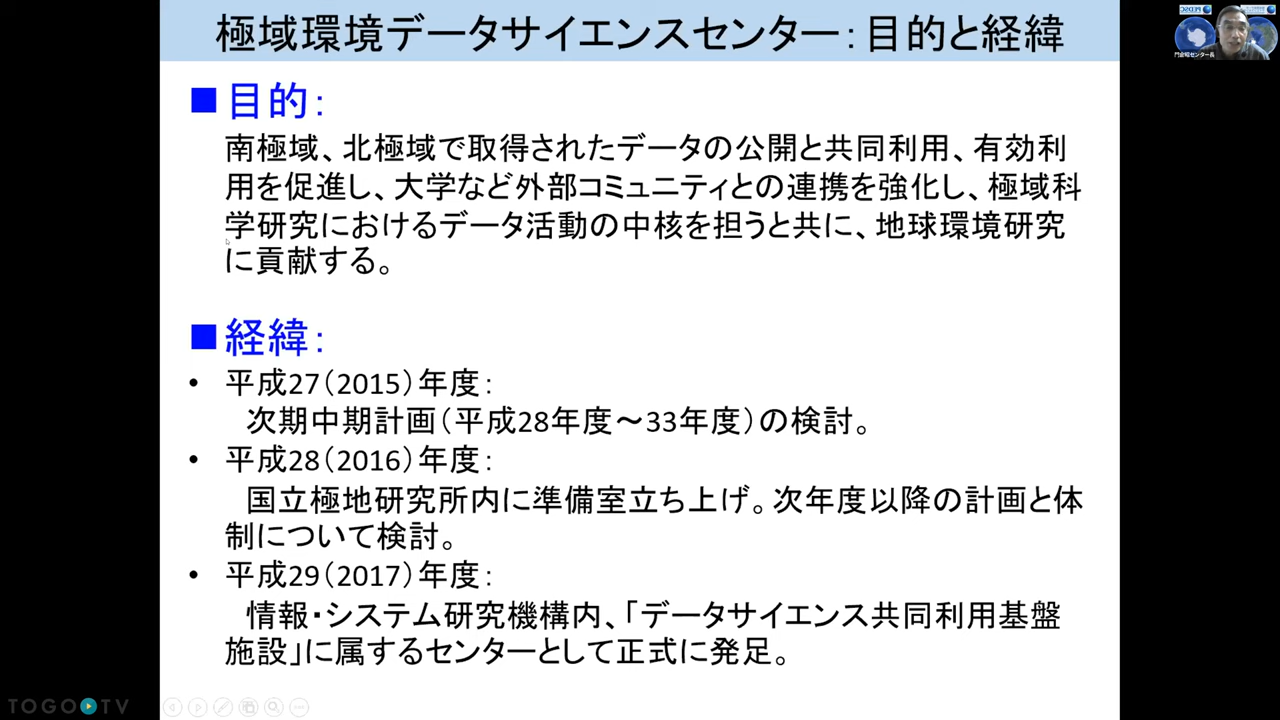 極域環境データサイエンスセンター：目的と経緯
PEDSC
門倉昭センター長
■目的：
南極域、北極域で取得されたデータの公開と共同利用、有効利
用を促進し、大学など外部コミュニティとの連携を強化し、極域科
学研究におけるデータ活動の中核を担うと共に、地球環境研究
に貢献する。
■経緯：
• 平成27（2015）年度：
次期中期計画（平成28年度～33年度）の検討。
• 平成28（2016）年度：
国立極地研究所内に準備室立ち上げ。次年度以降の計画と体
制について検討。
• 平成29（2017）年度：
情報・システム研究機構内、「データサイエンス共同利用基盤
施設」に属するセンターとして正式に発足。
TOGO TV